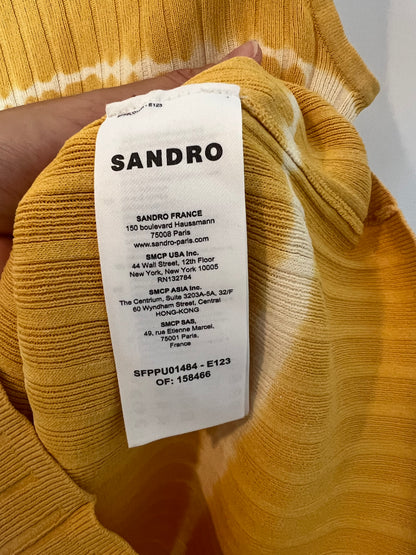 SANDRO
SANDRO FRANCE
150 boulevard Haussmann
75008 Paris
www.sandro-paris.com
SMCP USA Inc.
44 Wall Street, 12th Floor
New York, New York 10005
RN132784
SMCP ASIA Inc.
The Centrium, Suite 3203A-5A, 32/F
60 Wyndham Street, Central
HONG-KONG
SMCP SAS,
49, rue Etienne Marcel,
75001 Paris,
France
SFPPU01484 - E123
OF: 158466